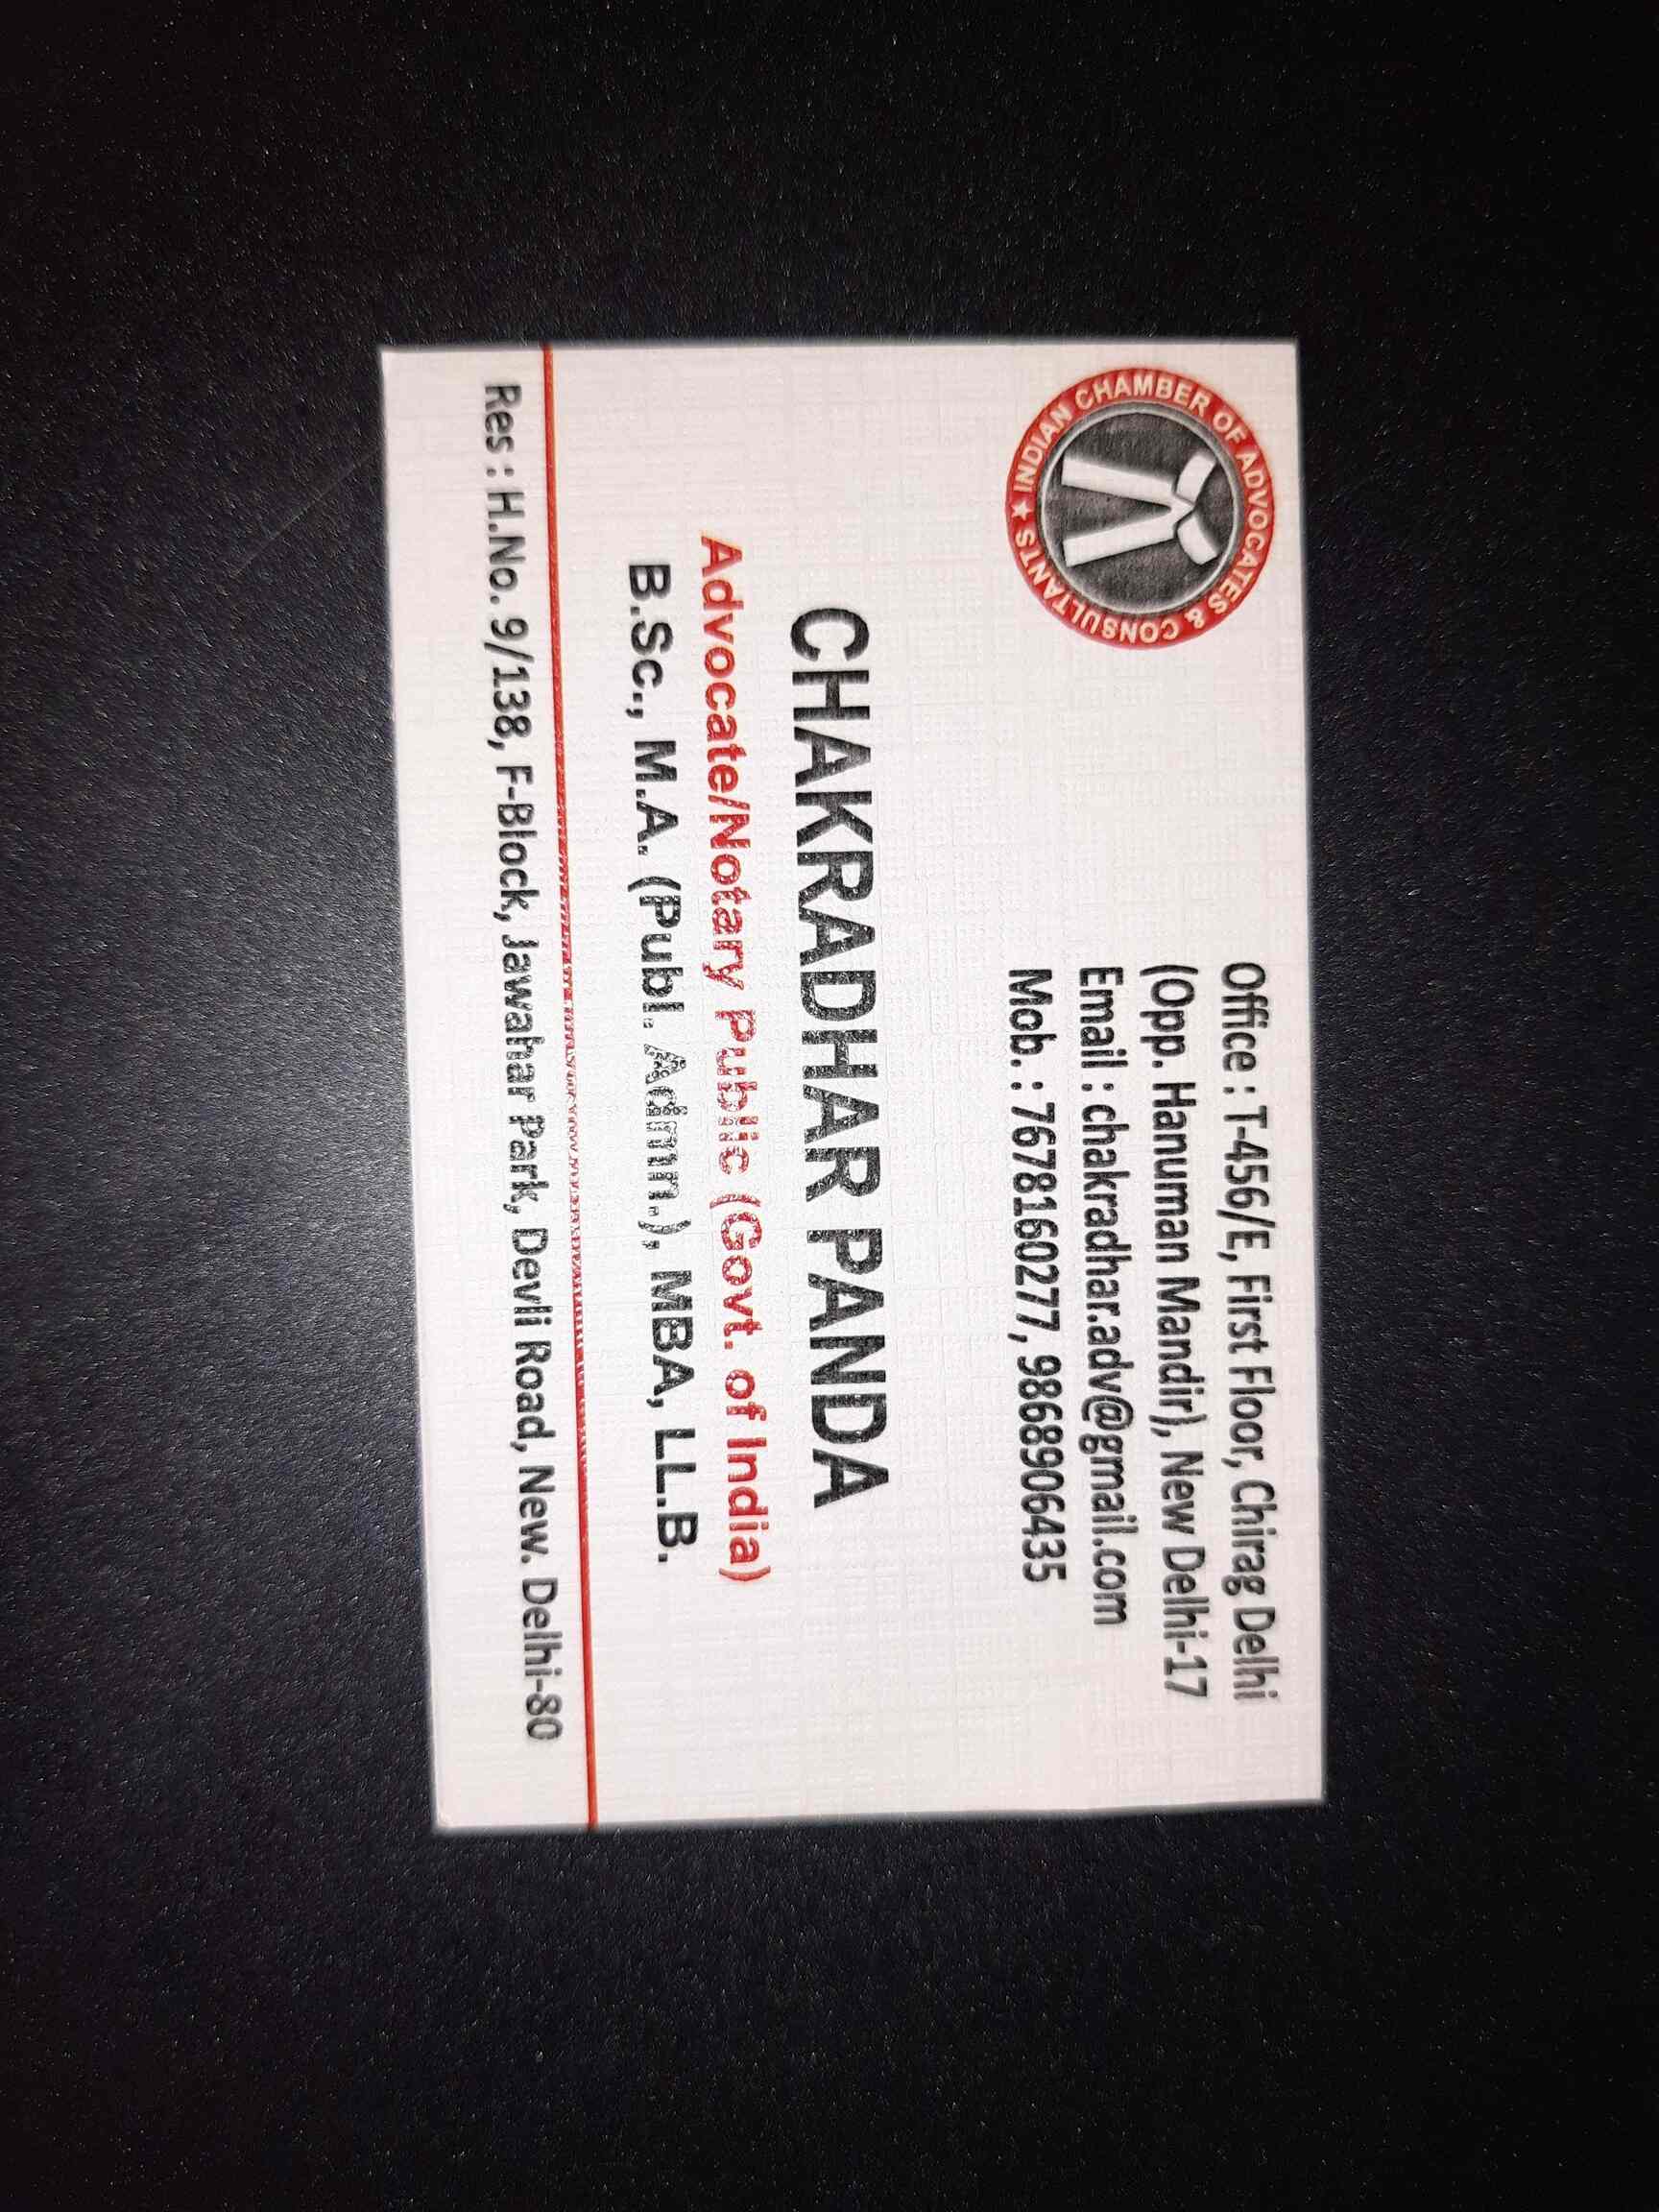 INDIAN CHAMBER OF ADVOCATES & CONSULTANTS ★
Office : T-456/E, First Floor, Chirag Delhi
(Opp. Hanuman Mandir), New Delhi-17
Email : chakradhar.adv@gmail.com
Mob. : 7678160277, 9868906435
CHAKRADHAR PANDA
Advocate/Notary Public (Govt. of India)
B.Sc., M.A. (Publ. Admn.), MBA, LL.B.
Res : H.No. 9/138, F-Block, Jawahar Park, Devli Road, New. Delhi-80